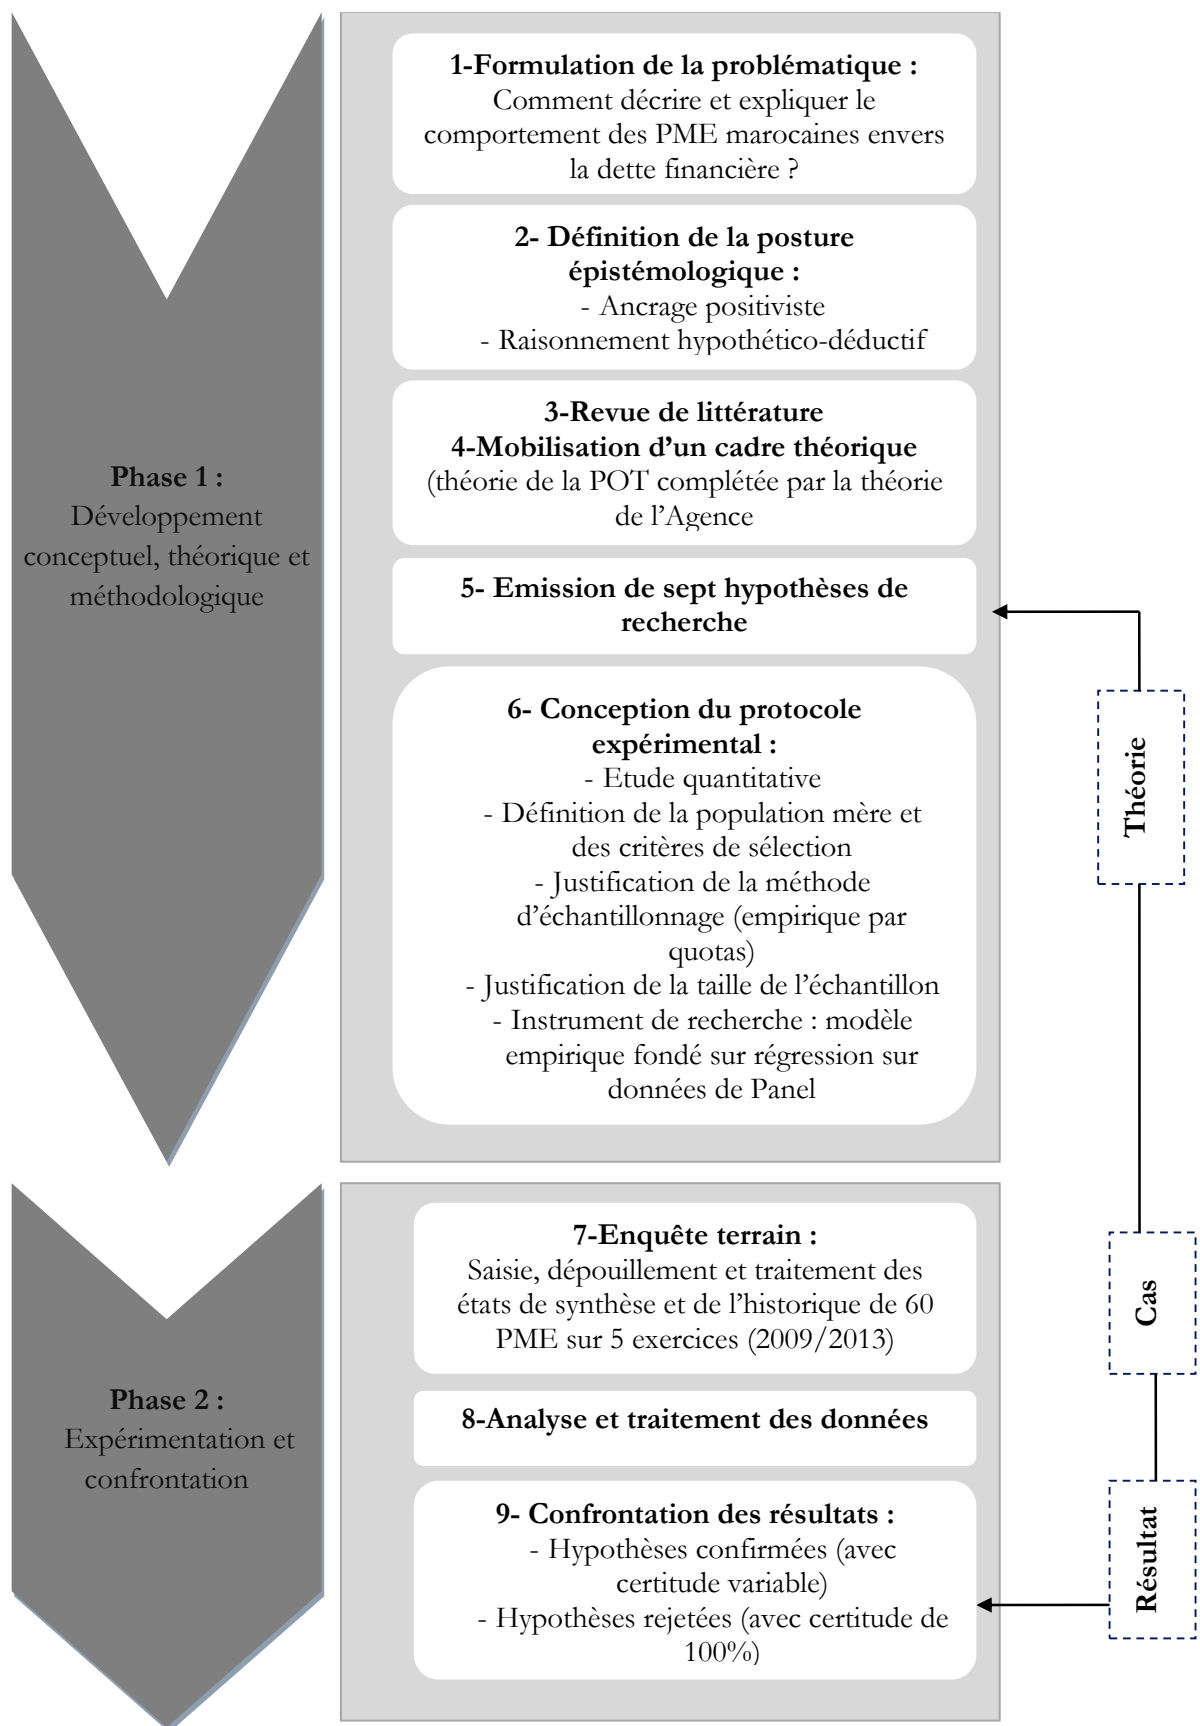 1-Formulation de la problématique :
Comment décrire et expliquer le
comportement des PME marocaines envers
la dette financière ?
2- Définition de la posture
épistémologique :
- Ancrage positiviste
- Raisonnement hypothético-déductif
3-Revue de littérature
4-Mobilisation d’un cadre théorique
(théorie de la POT complétée par la théorie
de l’Agence
Phase 1 :
Développement
conceptuel, théorique et
méthodologique
5- Emission de sept hypothèses de
recherche
6- Conception du protocole
expérimental :
- Etude quantitative
- Définition de la population mère et
des critères de sélection
- Justification de la méthode
d’échantillonnage (empirique par
quotas)
- Justification de la taille de l’échantillon
- Instrument de recherche : modèle
empirique fondé sur régression sur
données de Panel
Théorie
7-Enquête terrain :
Saisie, dépouillement et traitement des
états de synthèse et de l’historique de 60
PME sur 5 exercices (2009/2013)
Cas
Phase 2 :
Expérimentation et
confrontation
8-Analyse et traitement des données
9- Confrontation des résultats :
- Hypothèses confirmées (avec
certitude variable)
- Hypothèses rejetées (avec certitude de
100%)
Résultat